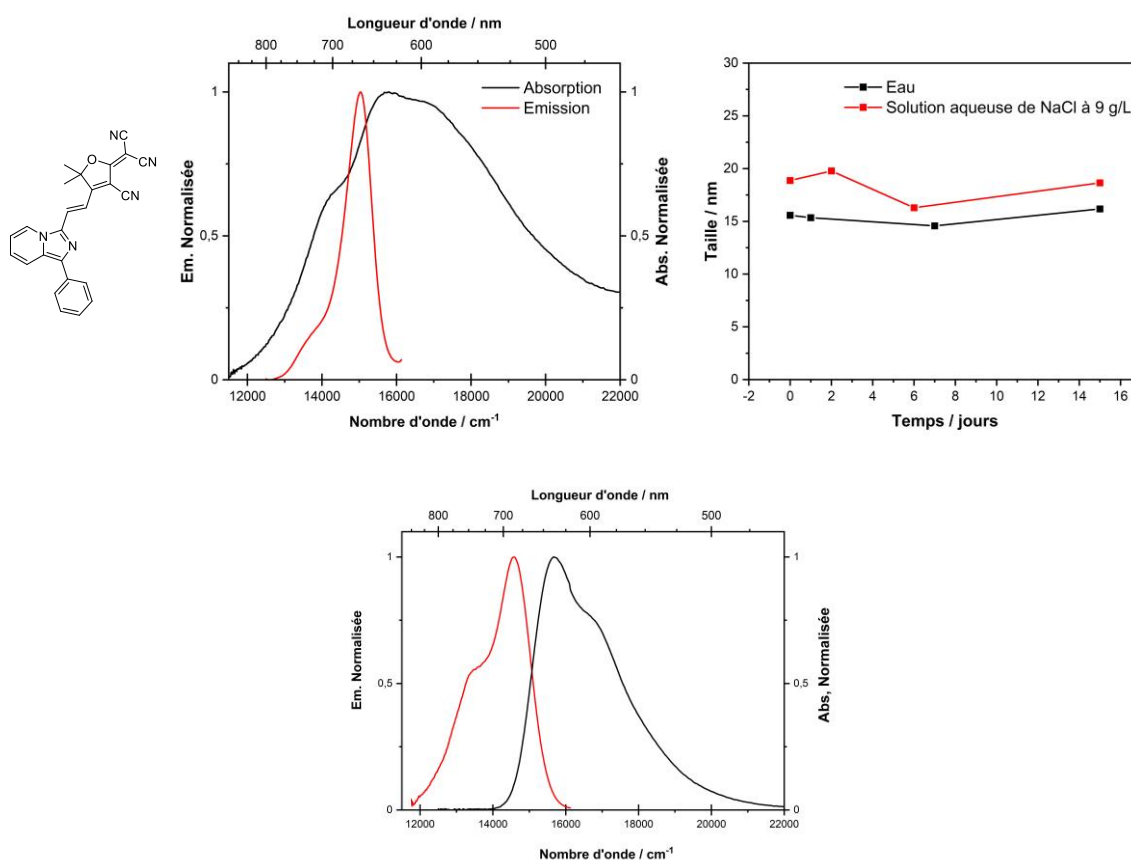 Longueur d'onde / nm
800 700 600 500
Absorption
Emission
Em. Normalisée
Abs. Normalisée
1
0,5
0
1
0,5
0
12000 14000 16000 18000 20000 22000
Nombre d'onde / cm⁻¹
O
CN
CN
CN
N
N
Eau
Solution aqueuse de NaCl à 9 g/L
Taille / nm
30
25
20
15
10
5
0
-2 0 2 4 6 8 10 12 14 16
Temps / jours
Longueur d'onde / nm
800 700 600 500
Em. Normalisée
Abs, Normalisée
1
0,5
0
1
0,5
0
12000 14000 16000 18000 20000 22000
Nombre d'onde / cm⁻¹